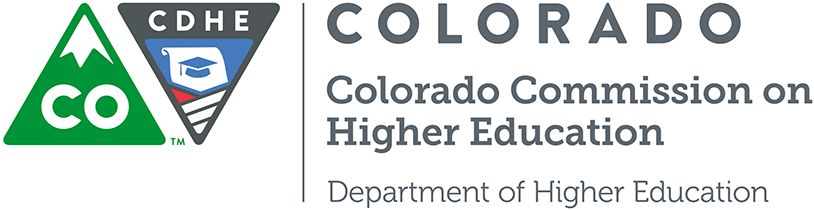 CO
TM
CDHE
COLORADO
Colorado Commission on
Higher Education
Department of Higher Education